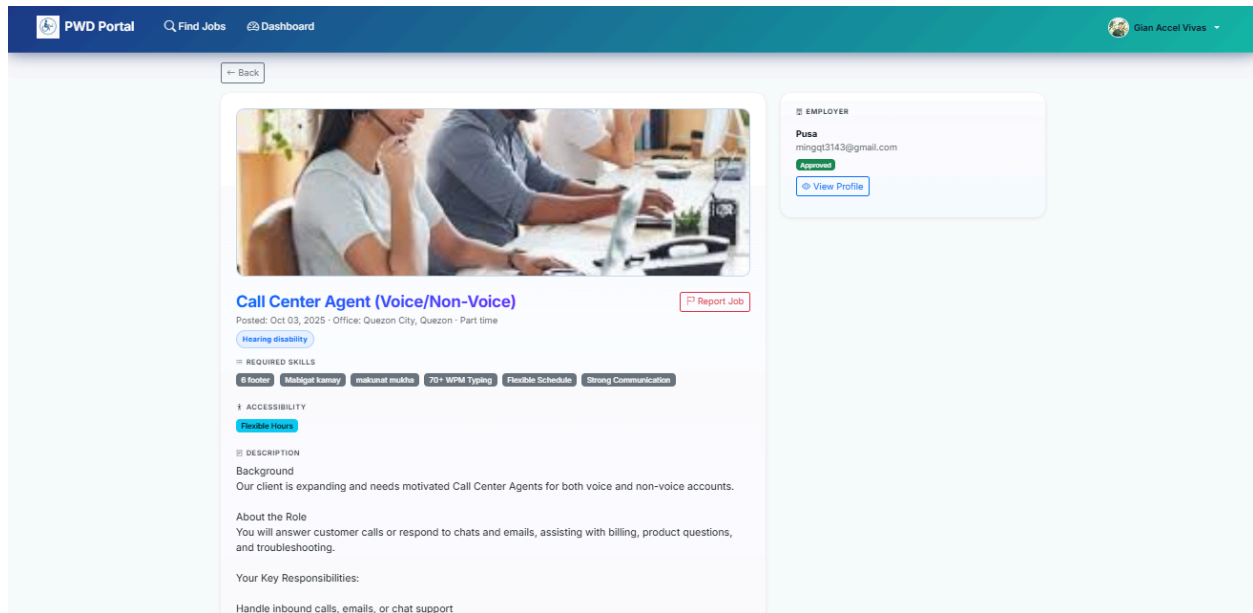 PWD Portal Find Jobs Dashboard Gian Accel Vivas
← Back
Call Center Agent (Voice/Non-Voice)
Report Job
Posted: Oct 03, 2025 · Office: Quezon City, Quezon · Part time
Hearing disability
REQUIRED SKILLS
6 footer Mabigat kamay makunat mukha 70+ WPM Typing Flexible Schedule Strong Communication
ACCESSIBILITY
Flexible Hours
DESCRIPTION
Background
Our client is expanding and needs motivated Call Center Agents for both voice and non-voice accounts.
About the Role
You will answer customer calls or respond to chats and emails, assisting with billing, product questions,
and troubleshooting.
Your Key Responsibilities:
Handle inbound calls, emails, or chat support
EMPLOYER
Pusa
mingqt3143@gmail.com
Approved
View Profile